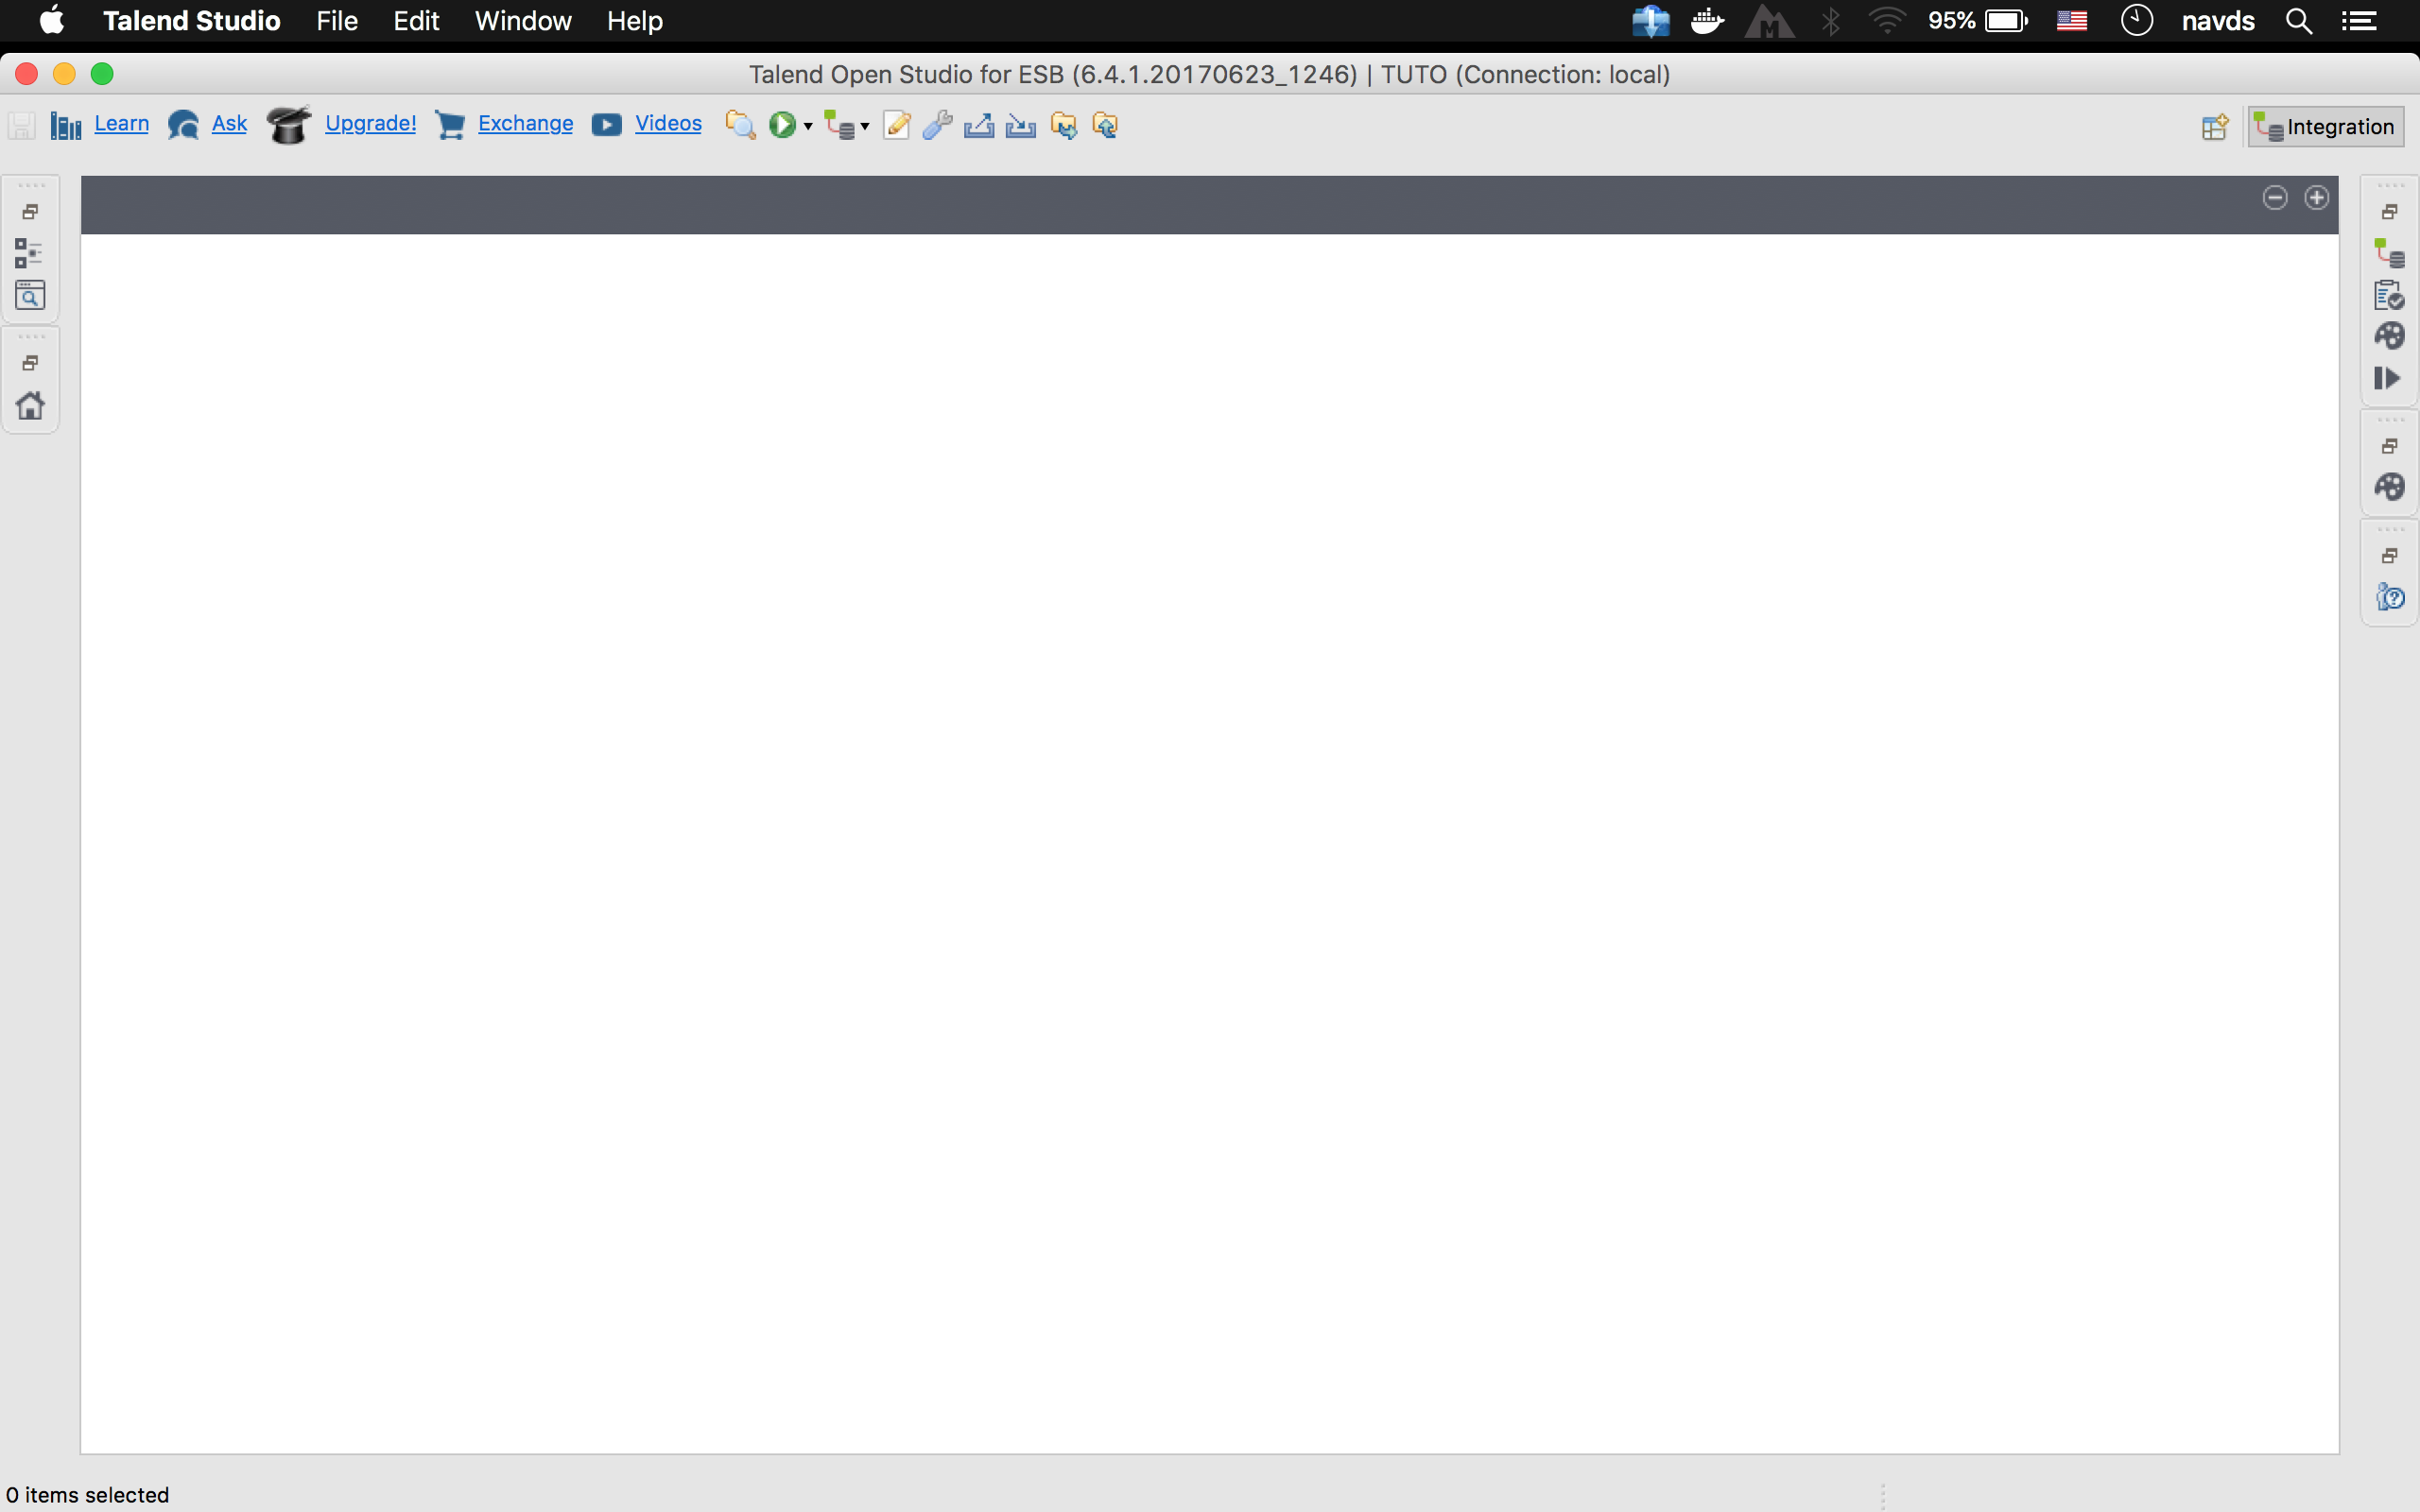 Talend Studio File Edit Window Help 95% navds
Talend Open Studio for ESB (6.4.1.20170623_1246) | TUTO (Connection: local)
Learn Ask Upgrade! Exchange Videos Integration
0 items selected